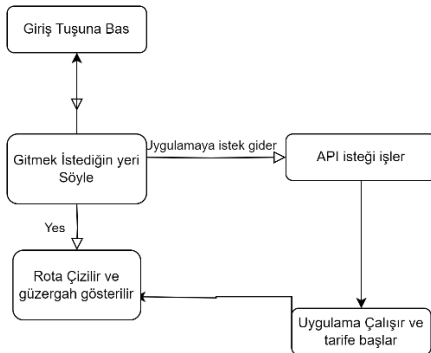 Giriş Tuşuna Bas
Uygulamaya istek gider
Gitmek İstediğin yeri
Söyle
API isteği işler
Yes
Rota Çizilir ve
güzergah gösterilir
Uygulama Çalışır ve
tarife başlar